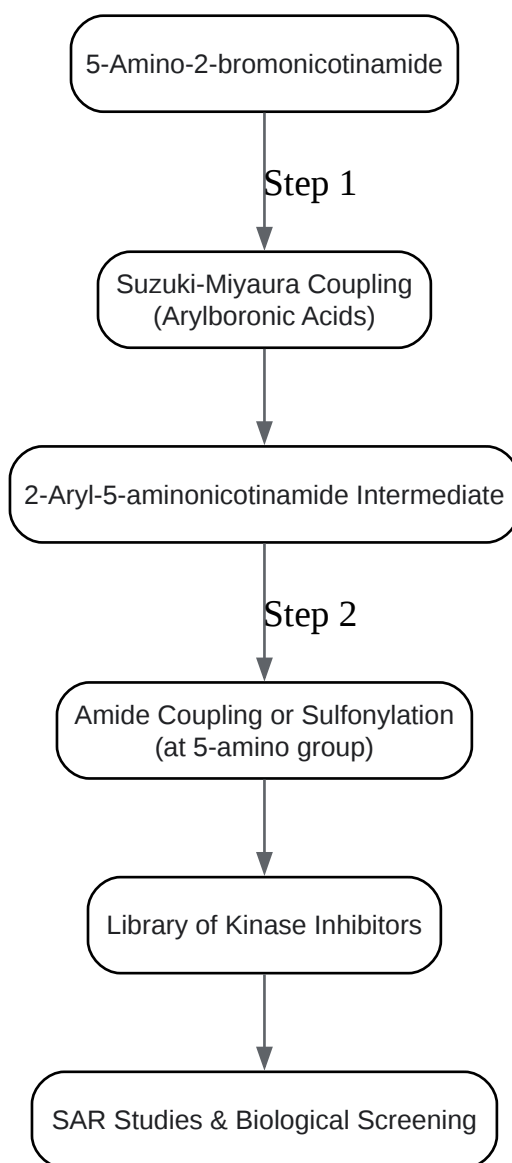 5-Amino-2-bromonicotinamide
Step 1
Suzuki-Miyaura Coupling
(Arylboronic Acids)
2-Aryl-5-aminonicotinamide Intermediate
Step 2
Amide Coupling or Sulfonylation
(at 5-amino group)
Library of Kinase Inhibitors
SAR Studies & Biological Screening